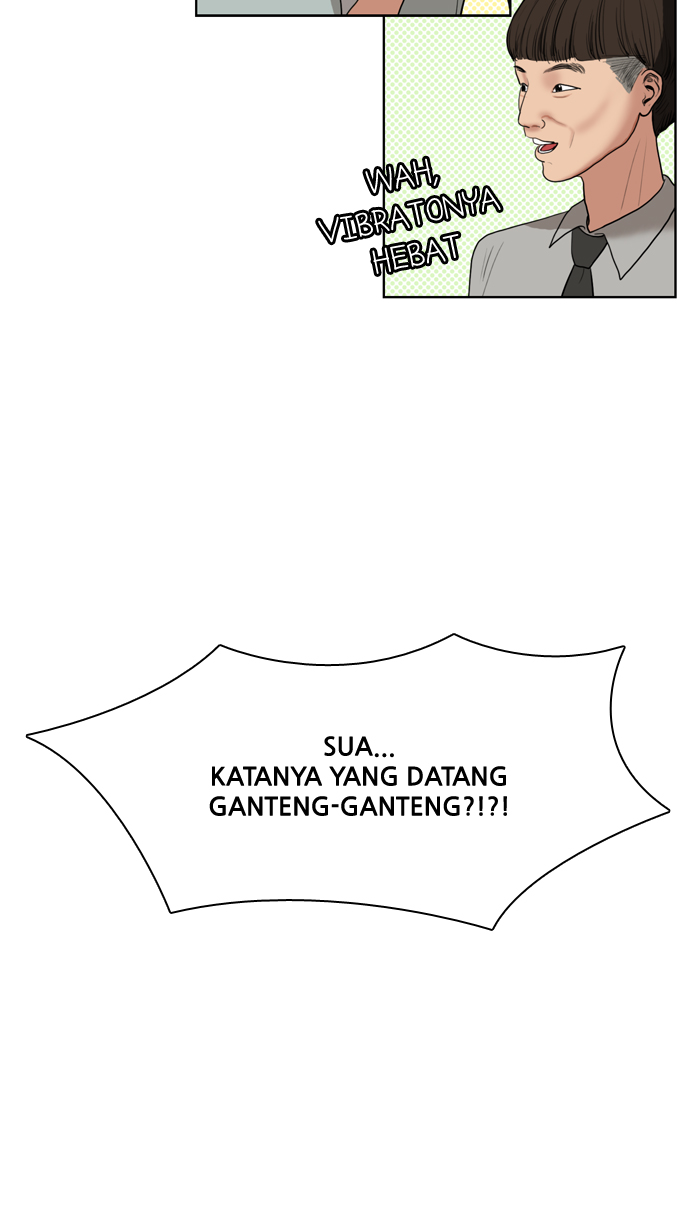 WAH,
VIBRATONYA
HEBAT
SUA...
KATANYA YANG DATANG
GANTENG-GANTENG?!?!